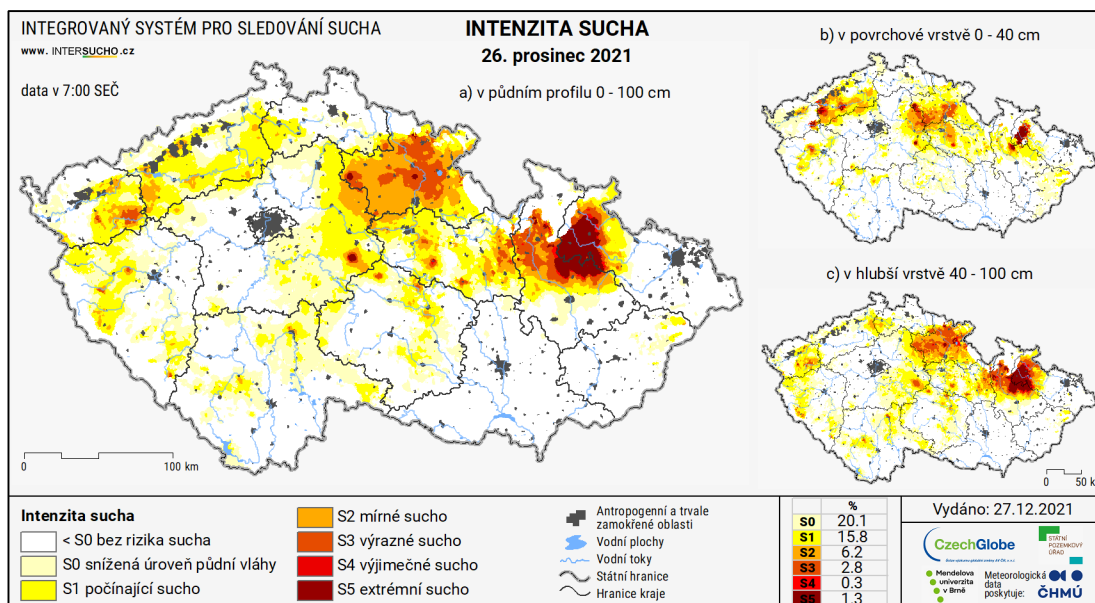 INTEGROVANÝ SYSTÉM PRO SLEDOVÁNÍ SUCHA
www. INTERSUCHO.cz
data v 7:00 SEČ
INTENZITA SUCHA
26. prosinec 2021
a) v půdním profilu 0 - 100 cm
b) v povrchové vrstvě 0 - 40 cm
c) v hlubší vrstvě 40 - 100 cm
0 100 km
0 50 k
Intenzita sucha
< S0 bez rizika sucha
S0 snížená úroveň půdní vláhy
S1 počínající sucho
S2 mírné sucho
S3 výrazné sucho
S4 výjimečné sucho
S5 extrémní sucho
Antropogenní a trvale
zamokřené oblasti
Vodní plochy
Vodní toky
Státní hranice
Hranice kraje
%
S0 20.1
S1 15.8
S2 6.2
S3 2.8
S4 0.3
S5 1.3
Vydáno: 27.12.2021
CzechGlobe
STÁTNÍ
POZEMKOVÝ
ÚŘAD
Mendelova
univerzita
v Brně
Meteorologická
data
poskytuje:
ČHMÚ